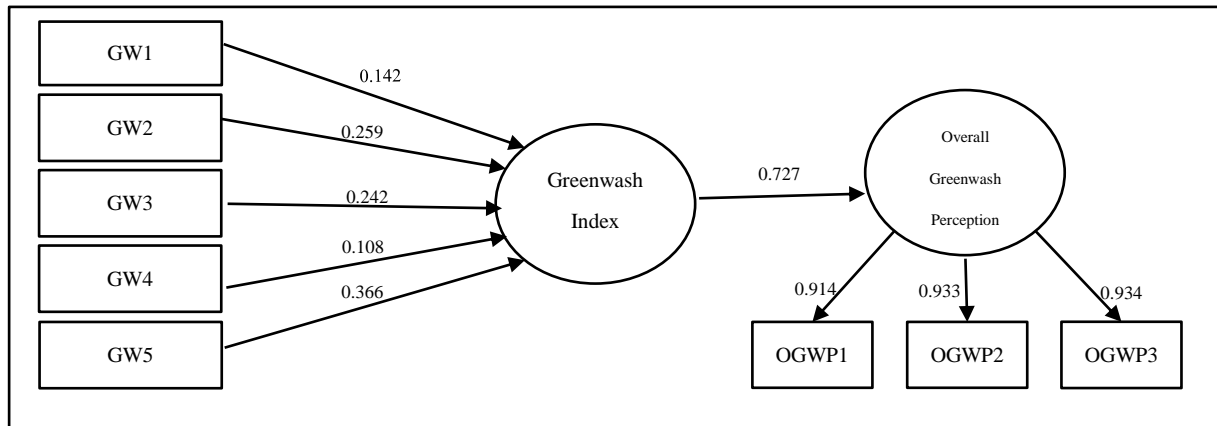 GW1
GW2
GW3
GW4
GW5
0.142
0.259
0.242
0.108
0.366
Greenwash
Index
0.727
Overall
Greenwash
Perception
0.914
0.933
0.934
OGWP1
OGWP2
OGWP3